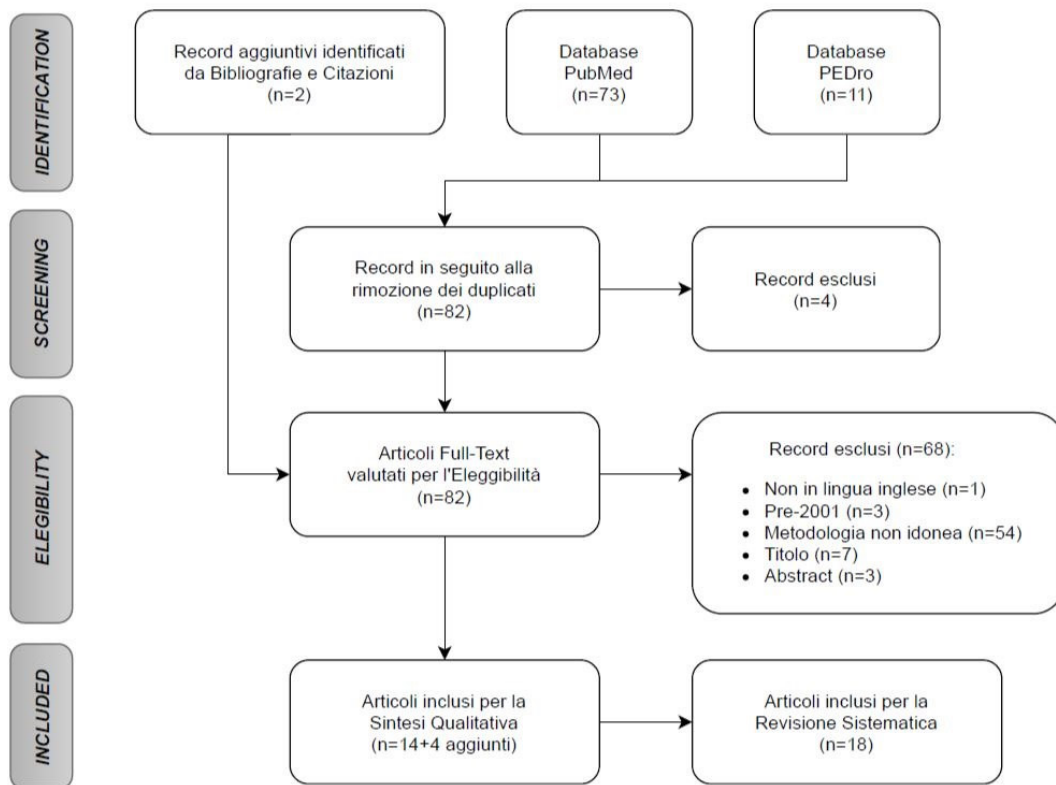 IDENTIFICATION
Record aggiuntivi identificati
da Bibliografie e Citazioni
(n=2)
Database
PubMed
(n=73)
Database
PEDro
(n=11)
SCREENING
Record in seguito alla
rimozione dei duplicati
(n=82)
Record esclusi
(n=4)
ELEGIBILITY
Articoli Full-Text
valutati per l'Eleggibilità
(n=82)
Record esclusi (n=68):
• Non in lingua inglese (n=1)
• Pre-2001 (n=3)
• Metodologia non idonea (n=54)
• Titolo (n=7)
• Abstract (n=3)
INCLUDED
Articoli inclusi per la
Sintesi Qualitativa
(n=14+4 aggiunti)
Articoli inclusi per la
Revisione Sistematica
(n=18)